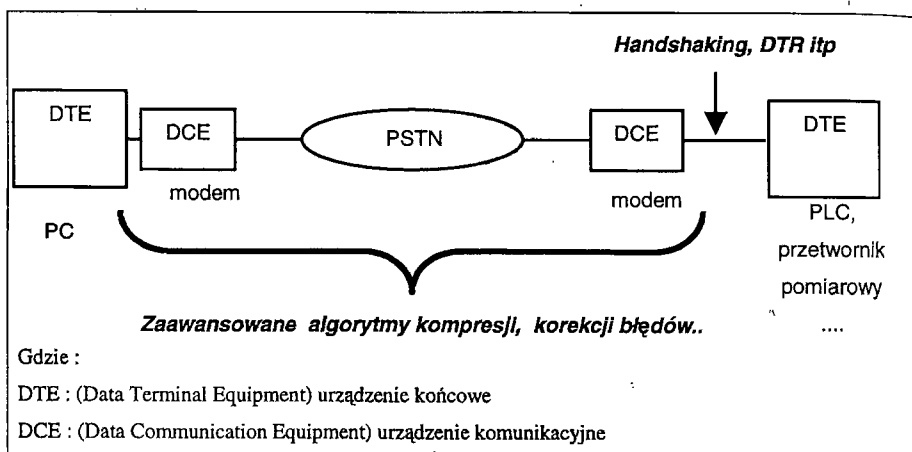 Handshaking, DTR itp
DTE
DCE
PSTN
DCE
DTE
modem
modem
PC
PLC,
przetwornik
pomiarowy
....
Zaawansowane algorytmy kompresji, korekcji błędów..
Gdzie :
DTE : (Data Terminal Equipment) urządzenie końcowe
DCE : (Data Communication Equipment) urządzenie komunikacyjne